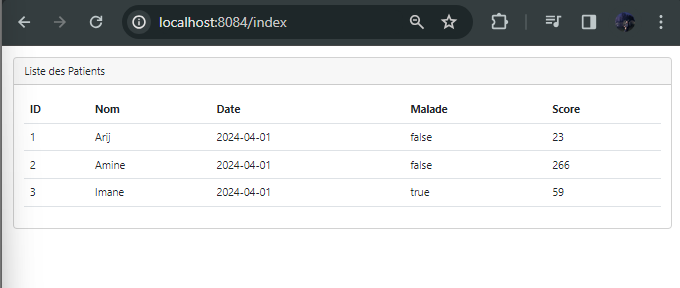 localhost:8084/index
Liste des Patients
ID Nom Date Malade Score
1 Arij 2024-04-01 false 23
2 Amine 2024-04-01 false 266
3 Imane 2024-04-01 true 59